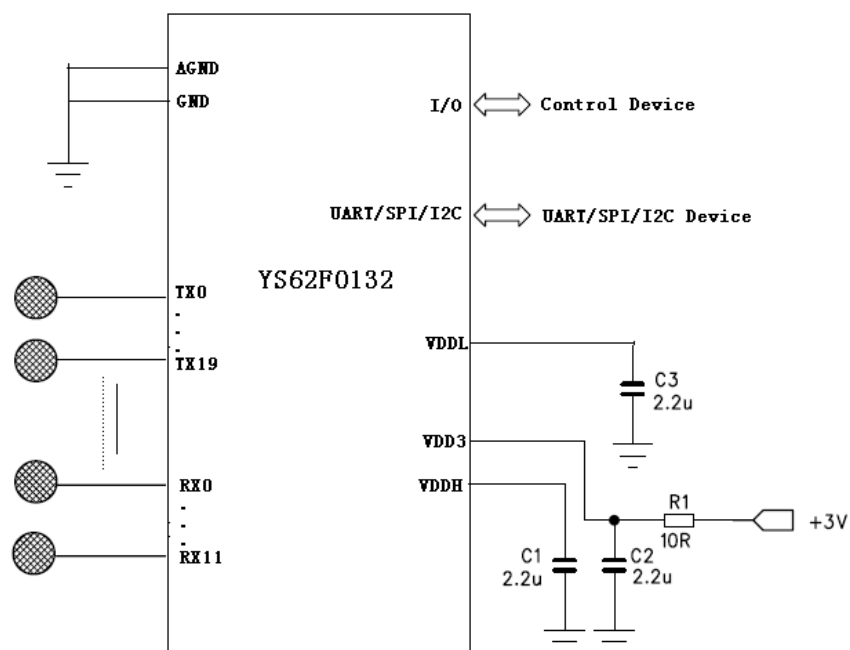 AGND
GND
I/O
Control Device
UART/SPI/I2C
UART/SPI/I2C Device
YS62F0132
TX0
TX19
VDDL
C3
2.2u
VDD3
RX0
VDDH
R1
10R
+3V
RX11
C1
2.2u
C2
2.2u